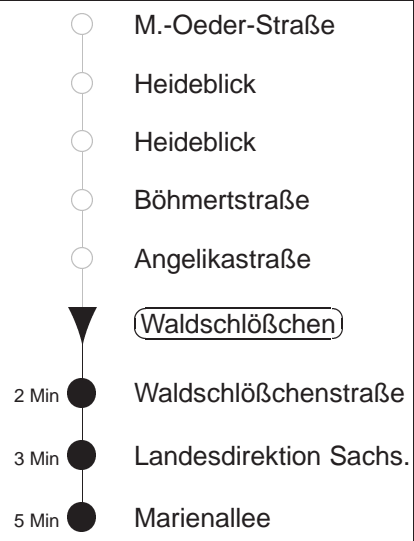 M.-Oeder-Straße
Heideblick
Heideblick
Böhmertstraße
Angelikastraße
Waldschlößchen
2 Min Waldschlößchenstraße
3 Min Landesdirektion Sachs.
5 Min Marienallee